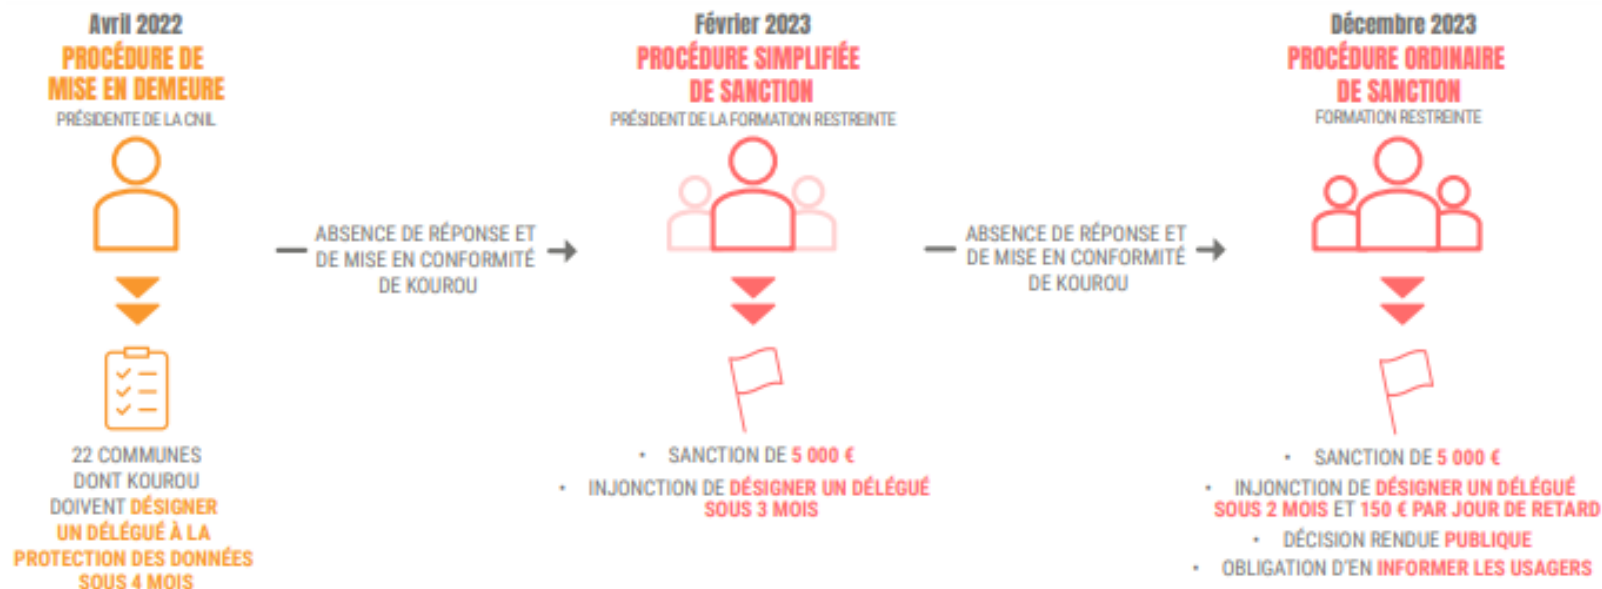 Avril 2022
PROCÉDURE DE
MISE EN DEMEURE
PRÉSIDENTE DE LA CNIL
22 COMMUNES
DONT KOUROU
DOIVENT DÉSIGNER
UN DÉLÉGUÉ À LA
PROTECTION DES DONNÉES
SOUS 4 MOIS
ABSENCE DE RÉPONSE ET
DE MISE EN CONFORMITÉ
DE KOUROU
Février 2023
PROCÉDURE SIMPLIFIÉE
DE SANCTION
PRÉSIDENT DE LA FORMATION RESTREINTE
• SANCTION DE 5 000 €
• INJONCTION DE DÉSIGNER UN DÉLÉGUÉ
SOUS 3 MOIS
ABSENCE DE RÉPONSE ET
DE MISE EN CONFORMITÉ
DE KOUROU
Décembre 2023
PROCÉDURE ORDINAIRE
DE SANCTION
FORMATION RESTREINTE
• SANCTION DE 5 000 €
• INJONCTION DE DÉSIGNER UN DÉLÉGUÉ
SOUS 2 MOIS ET 150 € PAR JOUR DE RETARD
• DÉCISION RENDUE PUBLIQUE
• OBLIGATION D'EN INFORMER LES USAGERS